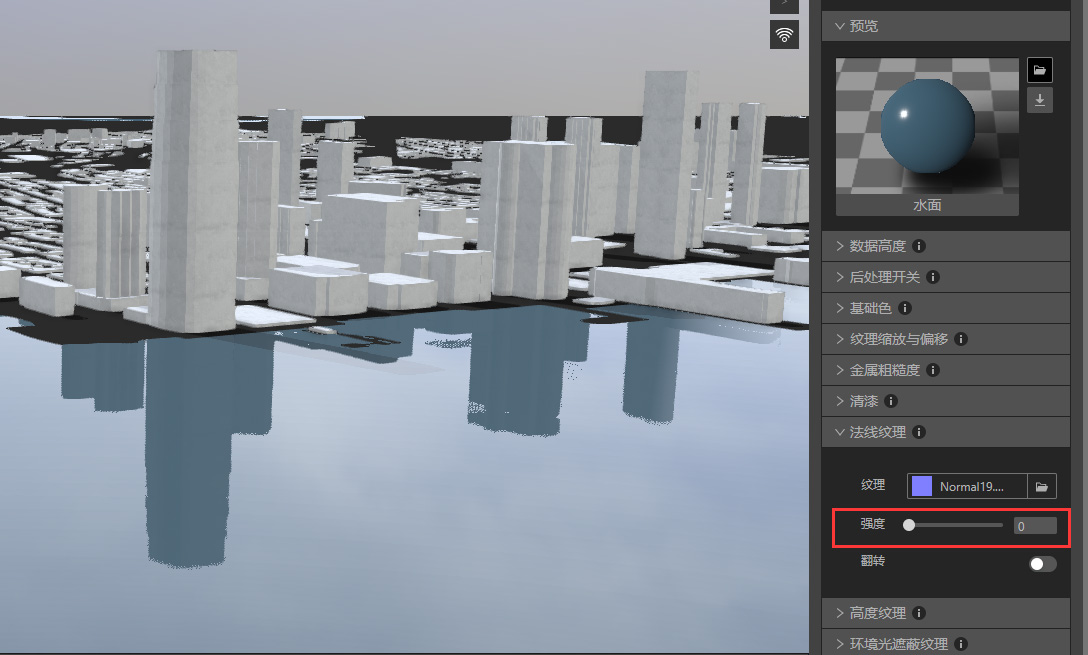 预览
水面
数据高度
后处理开关
基础色
纹理缩放与偏移
金属粗糙度
清漆
法线纹理
纹理 Normal19....
强度 0
翻转
高度纹理
环境光遮蔽纹理